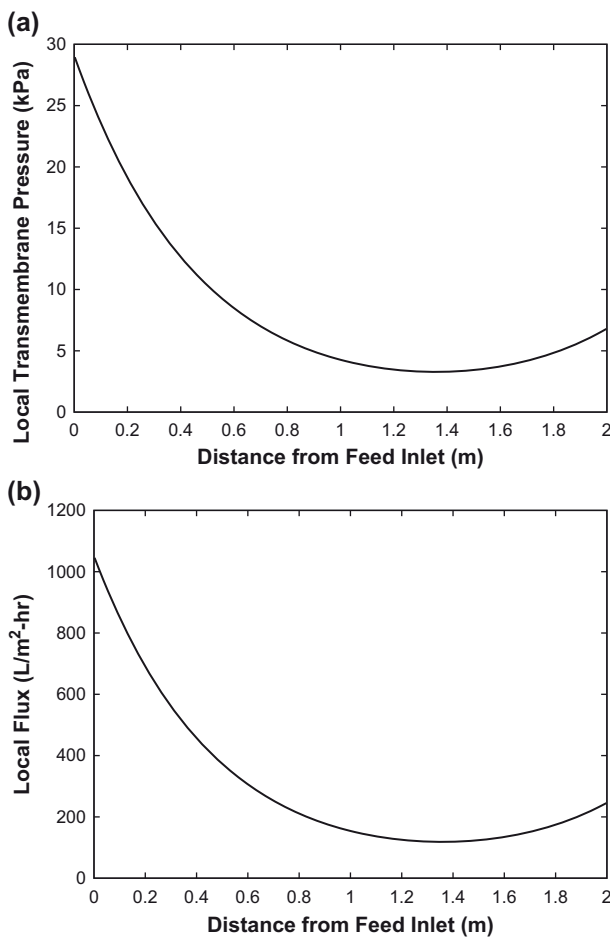 (a)
Local Transmembrane Pressure (kPa)
30
25
20
15
10
5
0
0 0.2 0.4 0.6 0.8 1 1.2 1.4 1.6 1.8 2
Distance from Feed Inlet (m)
(b)
Local Flux (L/m²-hr)
1200
1000
800
600
400
200
0
0 0.2 0.4 0.6 0.8 1 1.2 1.4 1.6 1.8 2
Distance from Feed Inlet (m)